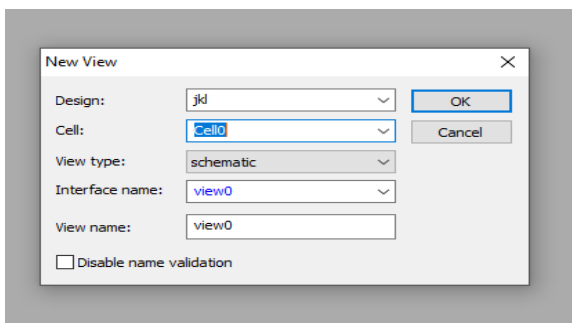 New View
Design: jkl OK
Cell: Cell0 Cancel
View type: schematic
Interface name: view0
View name: view0
Disable name validation